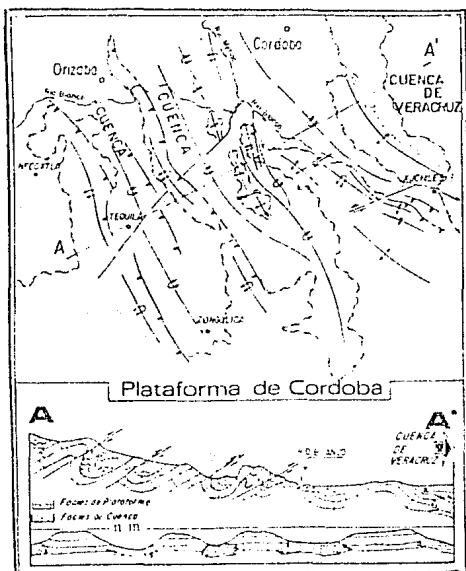 Orizaba
Cordoba
A'
CUENCA
DE
VERACRUZ
CUENCA
CUENCA
TEQUILA
A
ZONGOLICA
Plataforma de Cordoba
A
A'
CUENCA
DE
VERACRUZ
Facies de Plataforma
Facies de Cuenca